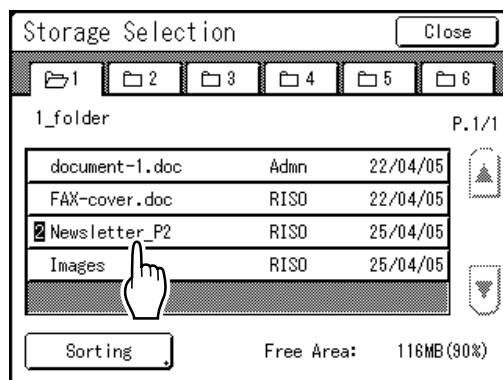 Storage Selection Close
1 2 3 4 5 6
1_folder P.1/1
document-1.doc Admn 22/04/05
FAX-cover.doc RISO 22/04/05
2 Newsletter_P2 RISO 25/04/05
Images RISO 25/04/05
Sorting Free Area: 116MB(90%)